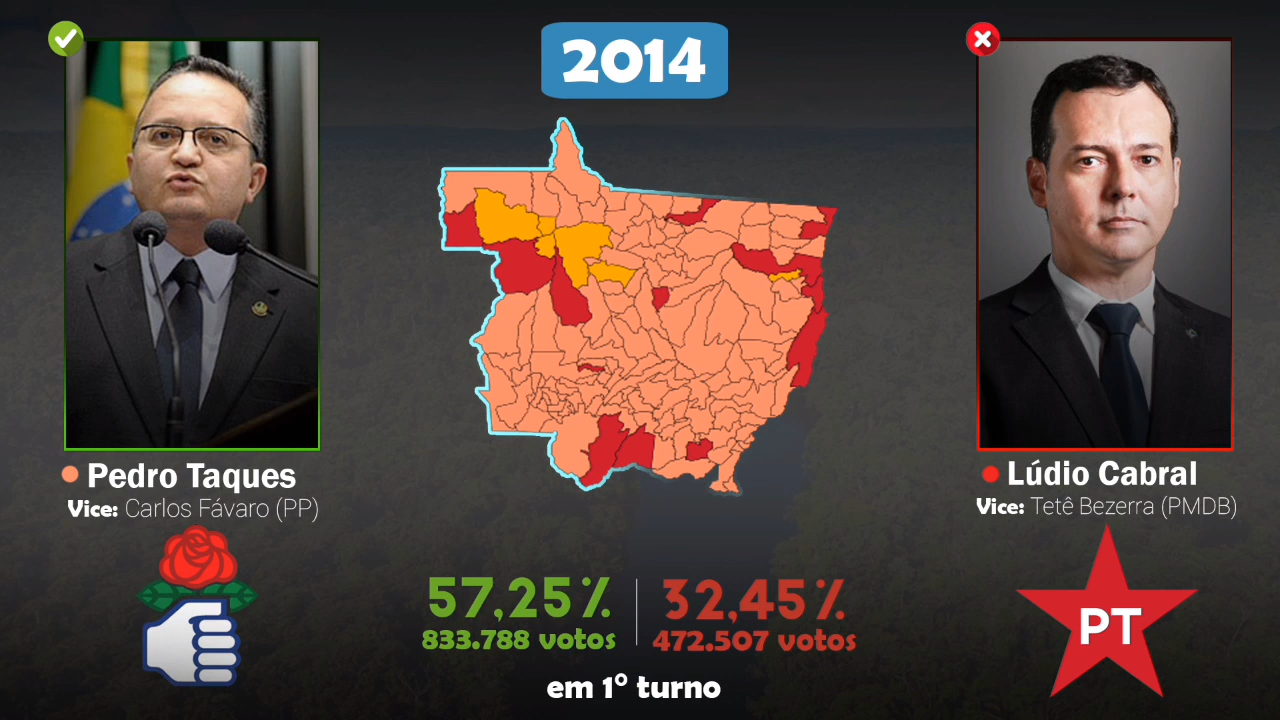 2014
Pedro Taques
Vice: Carlos Fávaro (PP)
Lúdio Cabral
Vice: Tetê Bezerra (PMDB)
57,25%
833.788 votos
32,45%
472.507 votos
em 1° turno
PT